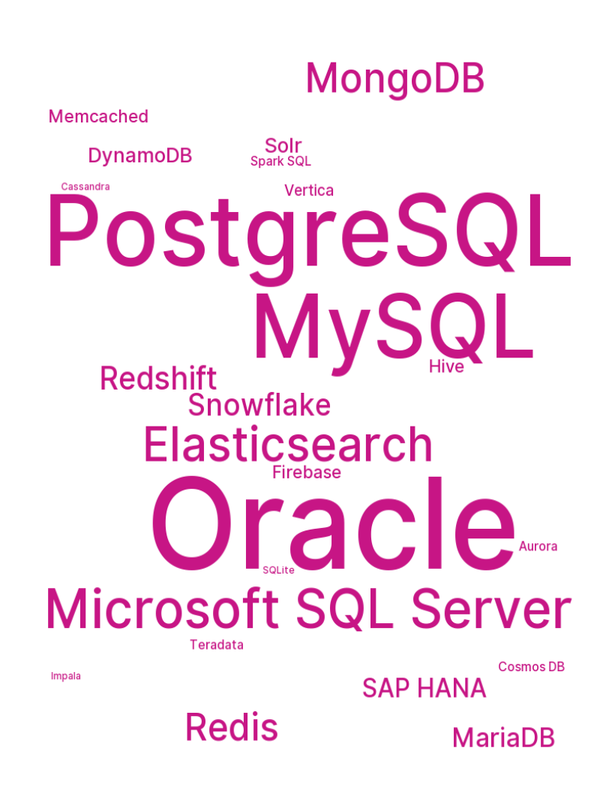 MongoDB
Memcached
Solr
DynamoDB
Spark SQL
Cassandra
Vertica
PostgreSQL
MySQL
Hive
Redshift
Snowflake
Elasticsearch
Firebase
Oracle
Aurora
SQLite
Microsoft SQL Server
Teradata
Cosmos DB
Impala
SAP HANA
Redis
MariaDB